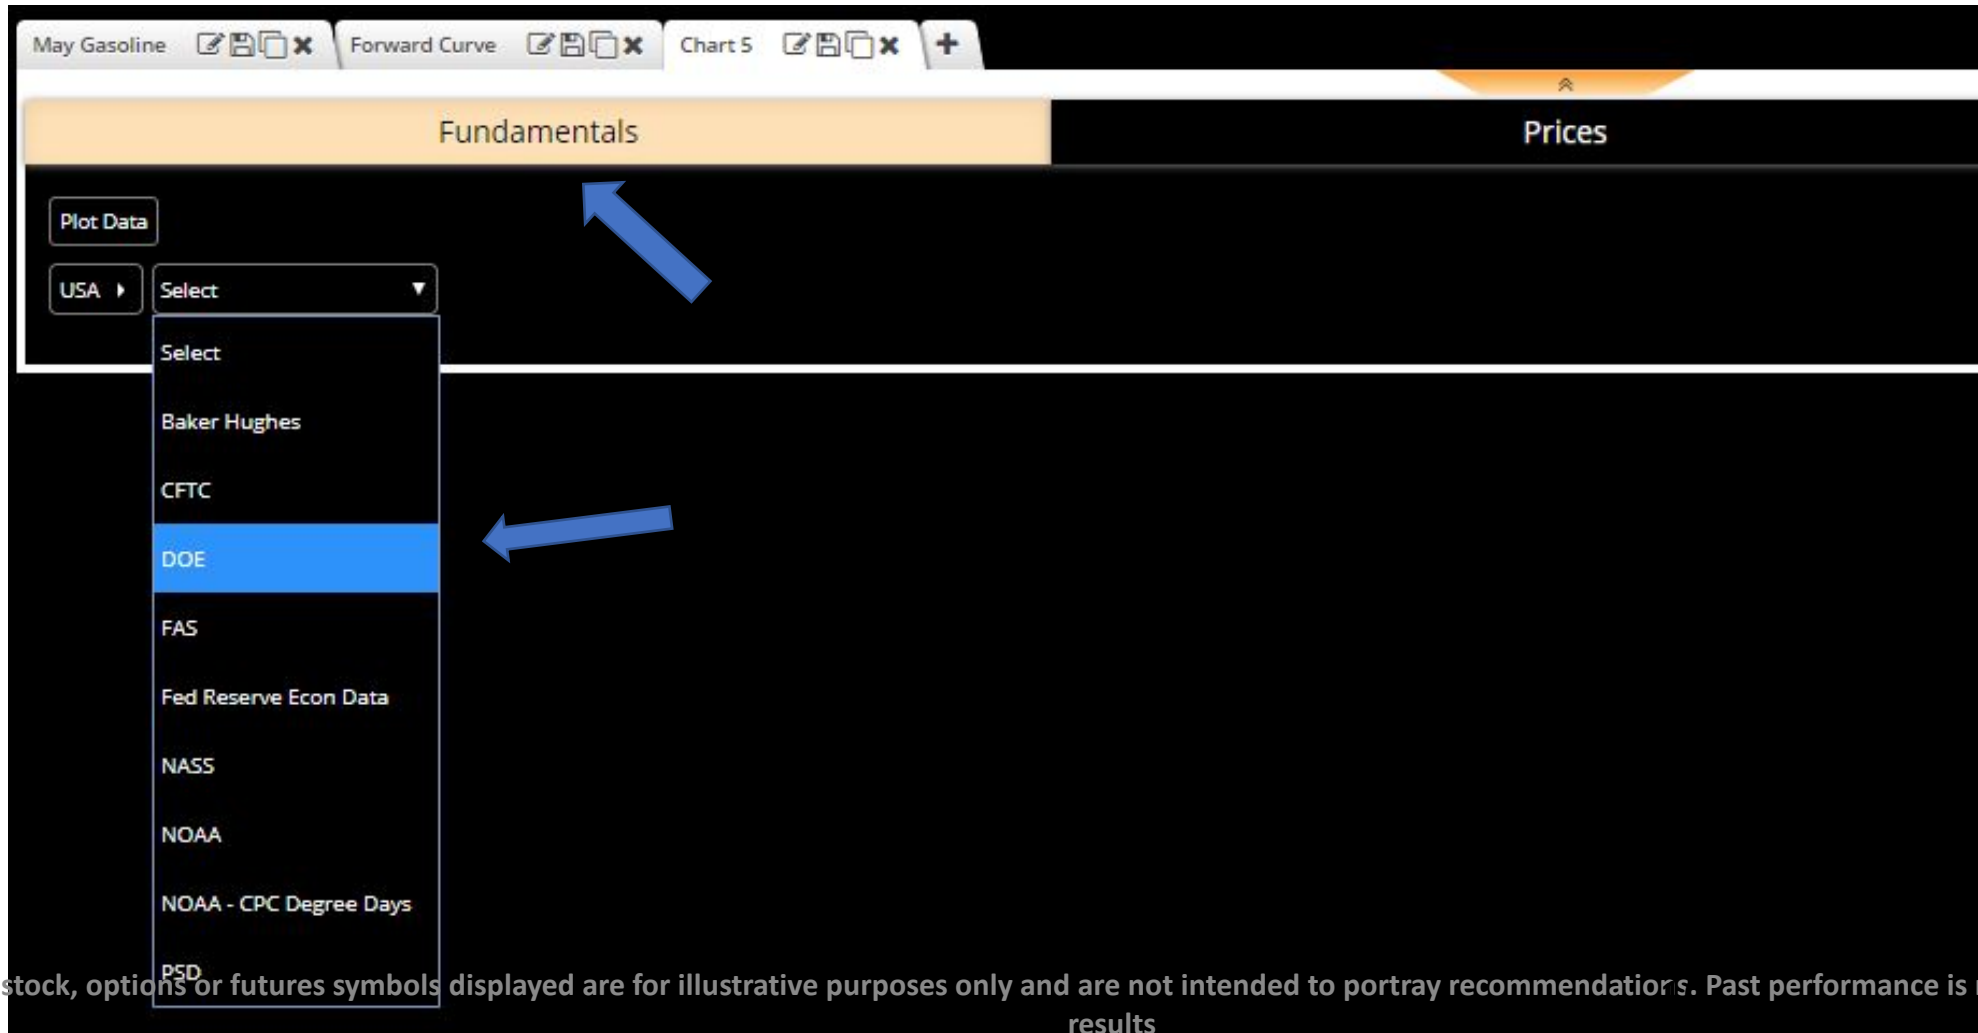 May Gasoline Forward Curve Chart 5
Fundamentals Prices
Plot Data
USA Select
Select
Baker Hughes
CFTC
DOE
FAS
Fed Reserve Econ Data
NASS
NOAA
NOAA - CPC Degree Days
PSD
stock, options or futures symbols displayed are for illustrative purposes only and are not intended to portray recommendations. Past performance is
results